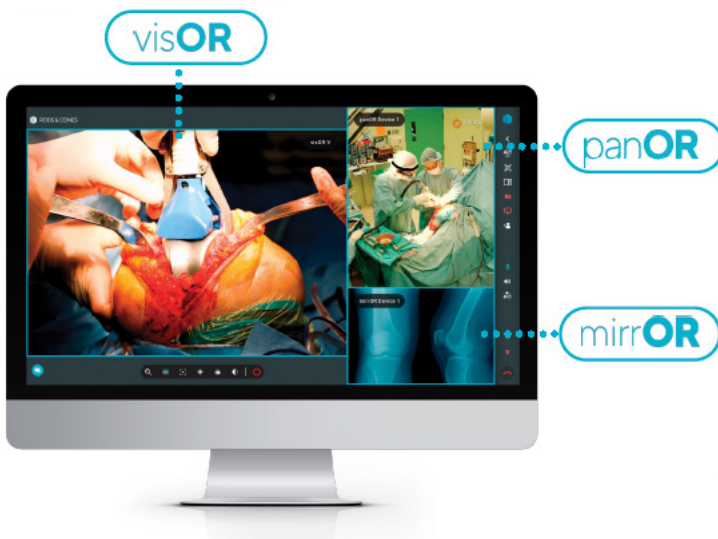 visOR
RODS & CONES
visOR V
panOR Device 1
panOR
mirrOR Device 1
mirrOR